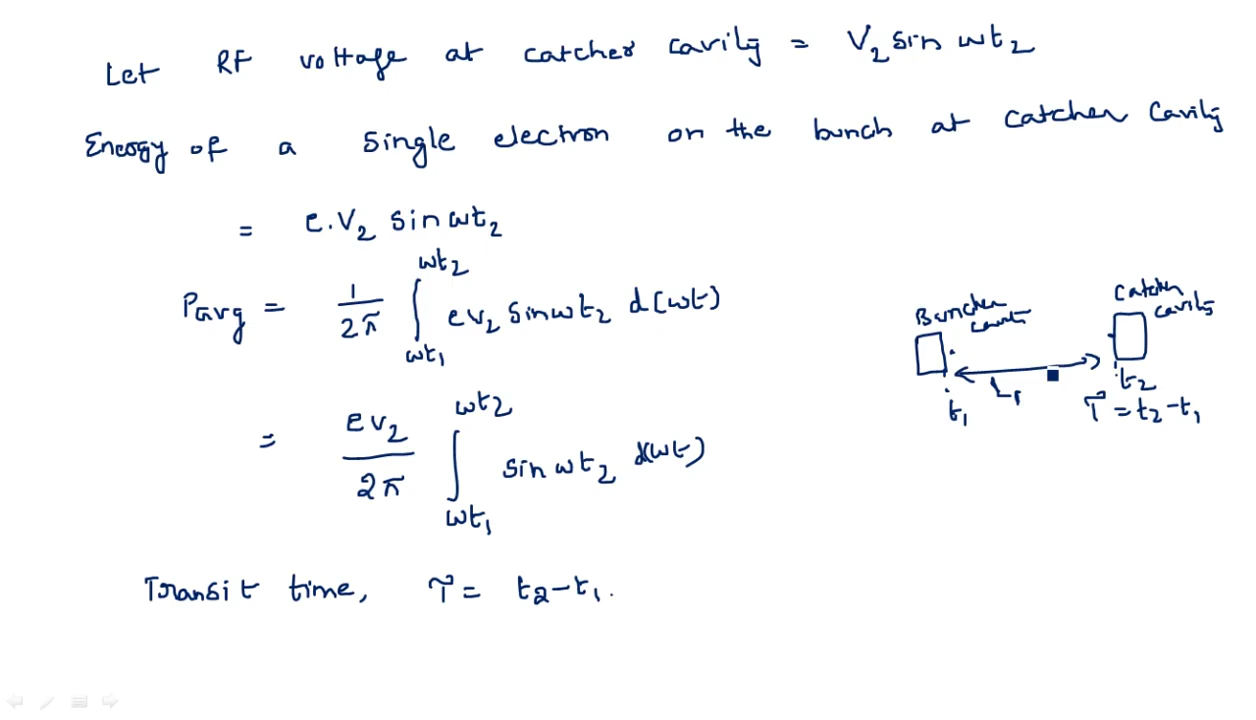 Let RF voltage at catcher cavity = V₂ sin ωt₂
Energy of a single electron on the bunch at catcher cavity
= e.V₂ sin ωt₂
Pavg = 1/2π ∫_{ωt₁}^{ωt₂} eV₂ sin ωt₂ d(ωt)
= eV₂/2π ∫_{ωt₁}^{ωt₂} sin ωt₂ d(ωt)
Transit time, τ = t₂-t₁.
Buncher
cavity
Catcher
cavity
t₁
t₂
τ = t₂-t₁